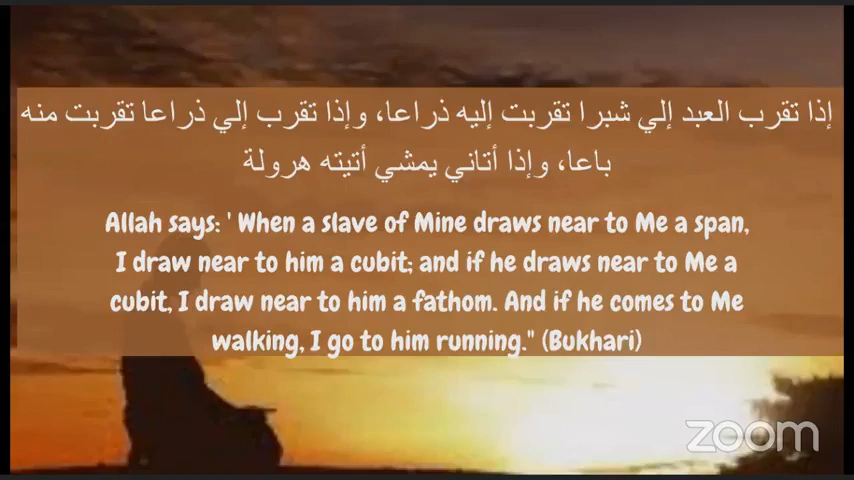 إذا تقرب العبد إلي شبرا تقربت إليه ذراعا، وإذا تقرب إلي ذراعا تقربت منه
باعا، وإذا أتاني يمشي أتيته هرولة
Allah says: ' When a slave of Mine draws near to Me a span,
I draw near to him a cubit; and if he draws near to Me a
cubit, I draw near to him a fathom. And if he comes to Me
walking, I go to him running." (Bukhari)
zoom